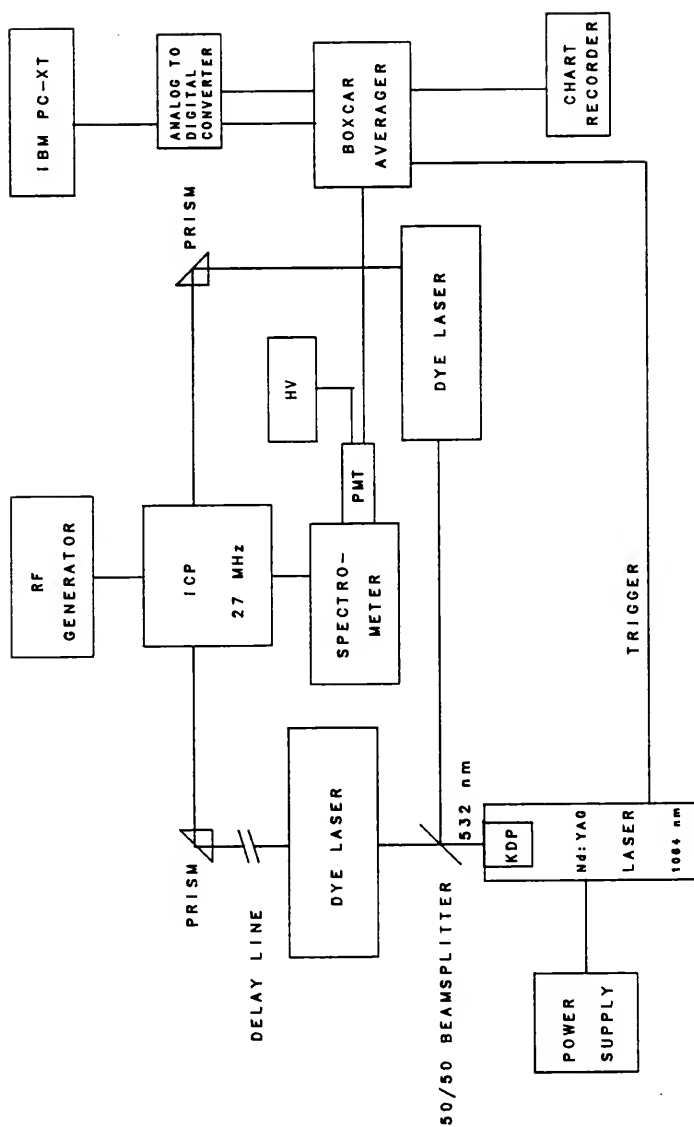 IBM PC-XT
ANALOG TO
DIGITAL
CONVERTER
BOXCAR
AVERAGER
CHART
RECORDER
PRISM
HV
DYE LASER
RF
GENERATOR
ICP
27 MHz
SPECTRO-
METER
PMT
TRIGGER
PRISM
DELAY LINE
DYE LASER
50/50 BEAMSPLITTER
532 nm
KDP
Nd:YAG
LASER
1064 nm
POWER
SUPPLY